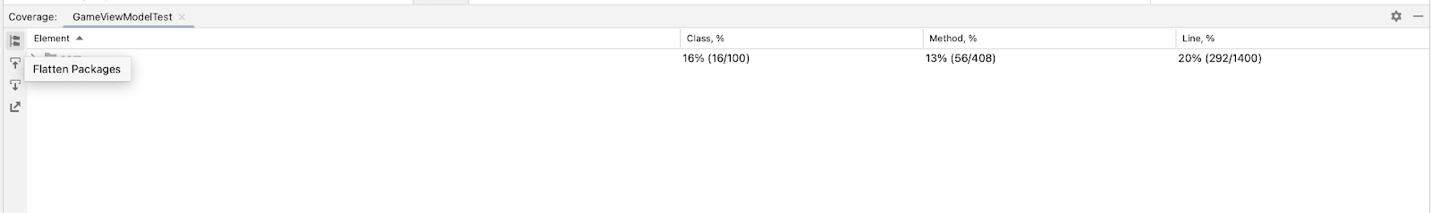 Coverage: GameViewModelTest
Element Class, % Method, % Line, %
16% (16/100) 13% (56/408) 20% (292/1400)
Flatten Packages